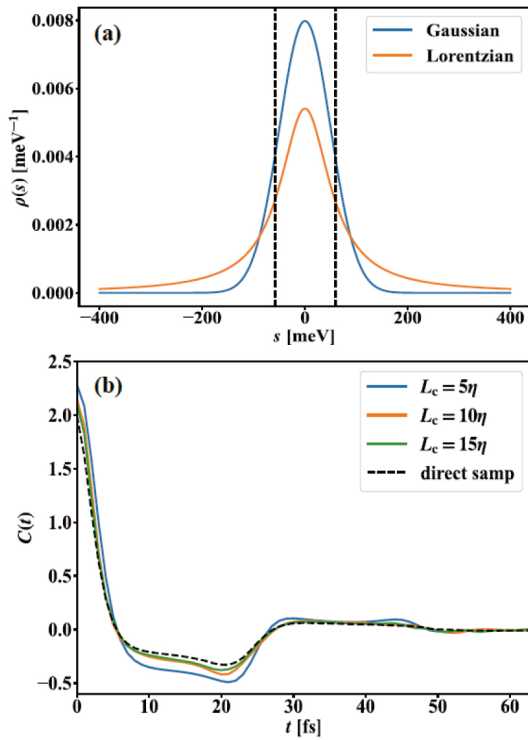 (a)
Gaussian
Lorentzian
0.008
0.006
0.004
0.002
0.000
ρ(s) [meV⁻¹]
−400 −200 0 200 400
s [meV]
(b)
L_c = 5η
L_c = 10η
L_c = 15η
direct samp
2.5
2.0
1.5
1.0
0.5
0.0
−0.5
C(t)
0 10 20 30 40 50 60
t [fs]